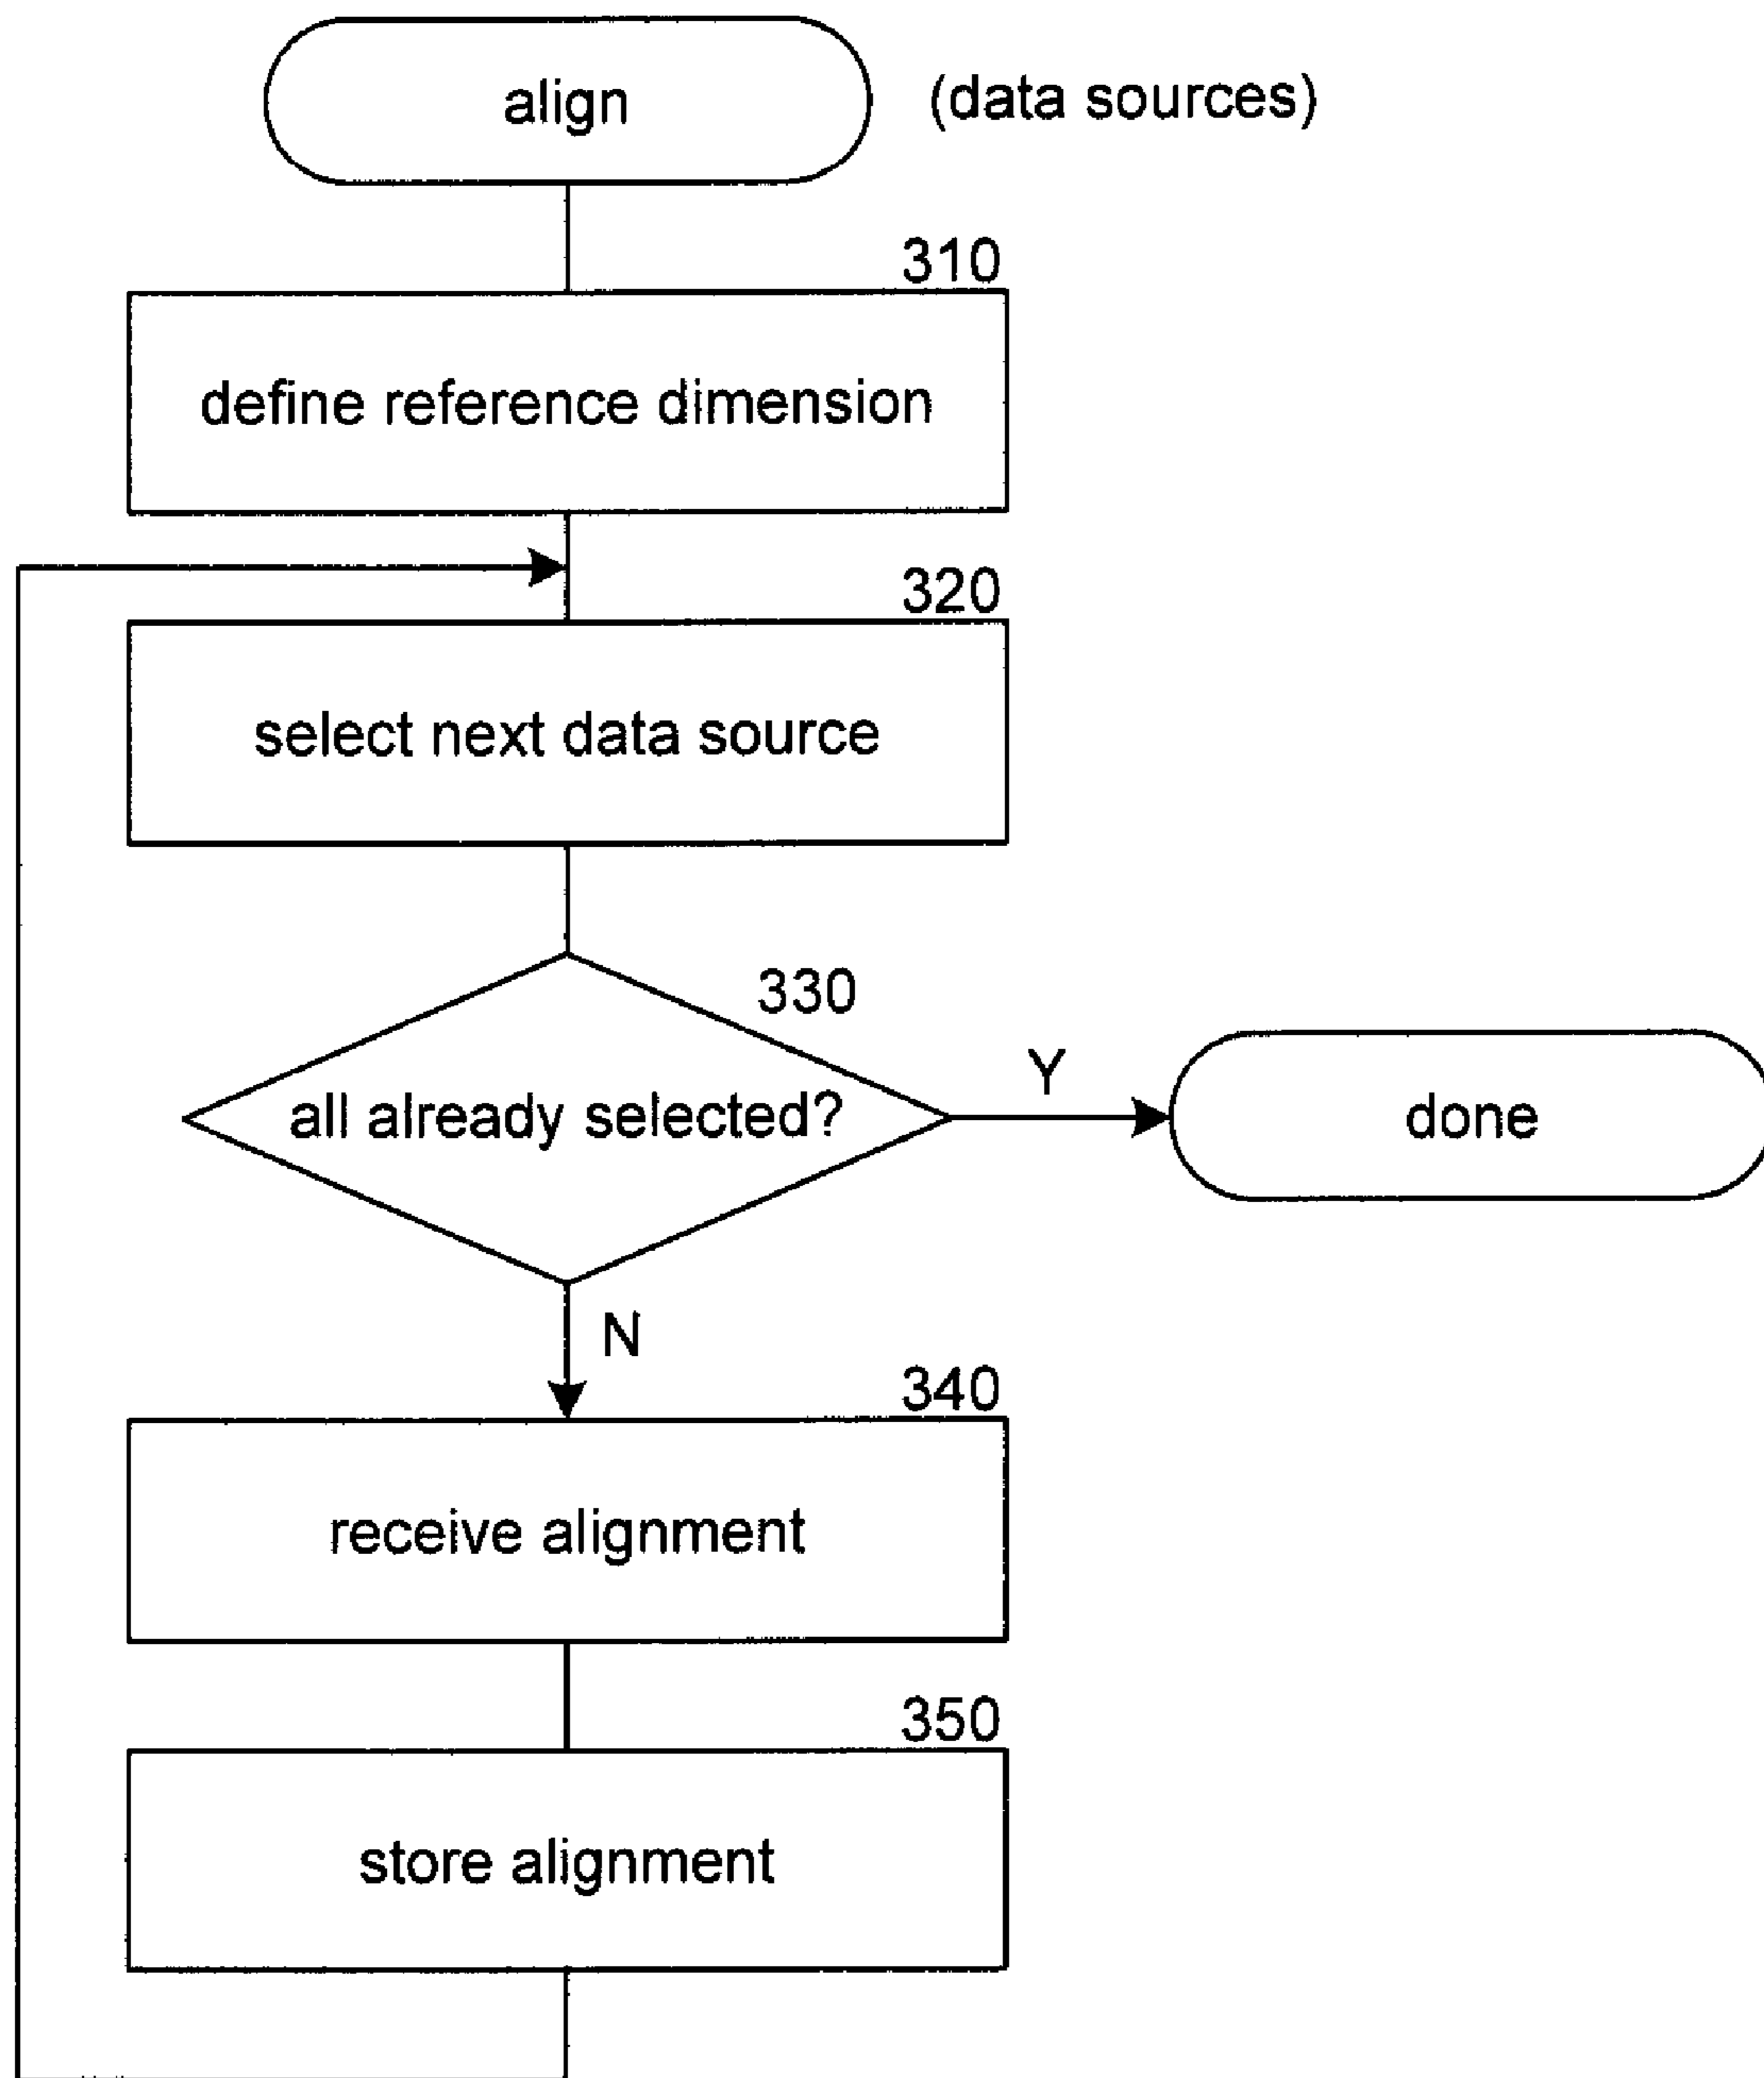 align
(data sources)
310
define reference dimension
320
select next data source
330
all already selected?
Y
done
N
340
receive alignment
350
store alignment